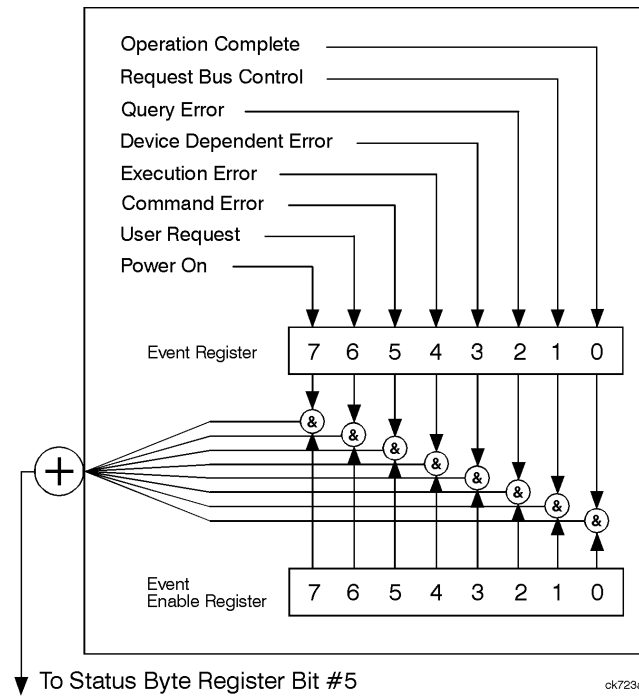 Operation Complete
Request Bus Control
Query Error
Device Dependent Error
Execution Error
Command Error
User Request
Power On
Event Register 7 6 5 4 3 2 1 0
&
&
&
&
&
&
&
&
+
Event
Enable Register 7 6 5 4 3 2 1 0
To Status Byte Register Bit #5
ck723a